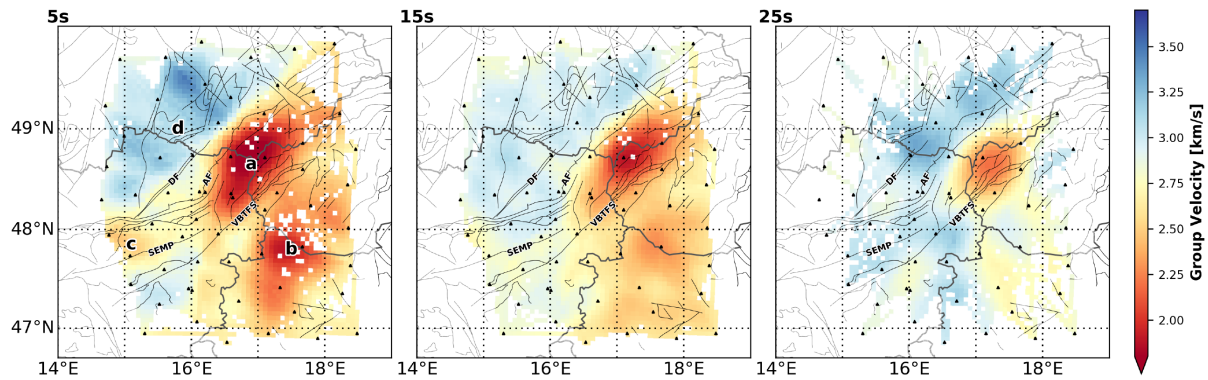 5s
15s
25s
d
a
DF
AF
VBTFS
c
SEMP
b
DF
AF
VBTFS
SEMP
DF
AF
VBTFS
SEMP
49°N
48°N
47°N
14°E
16°E
18°E
14°E
16°E
18°E
14°E
16°E
18°E
3.50
3.25
3.00
2.75
2.50
2.25
2.00
Group Velocity [km/s]